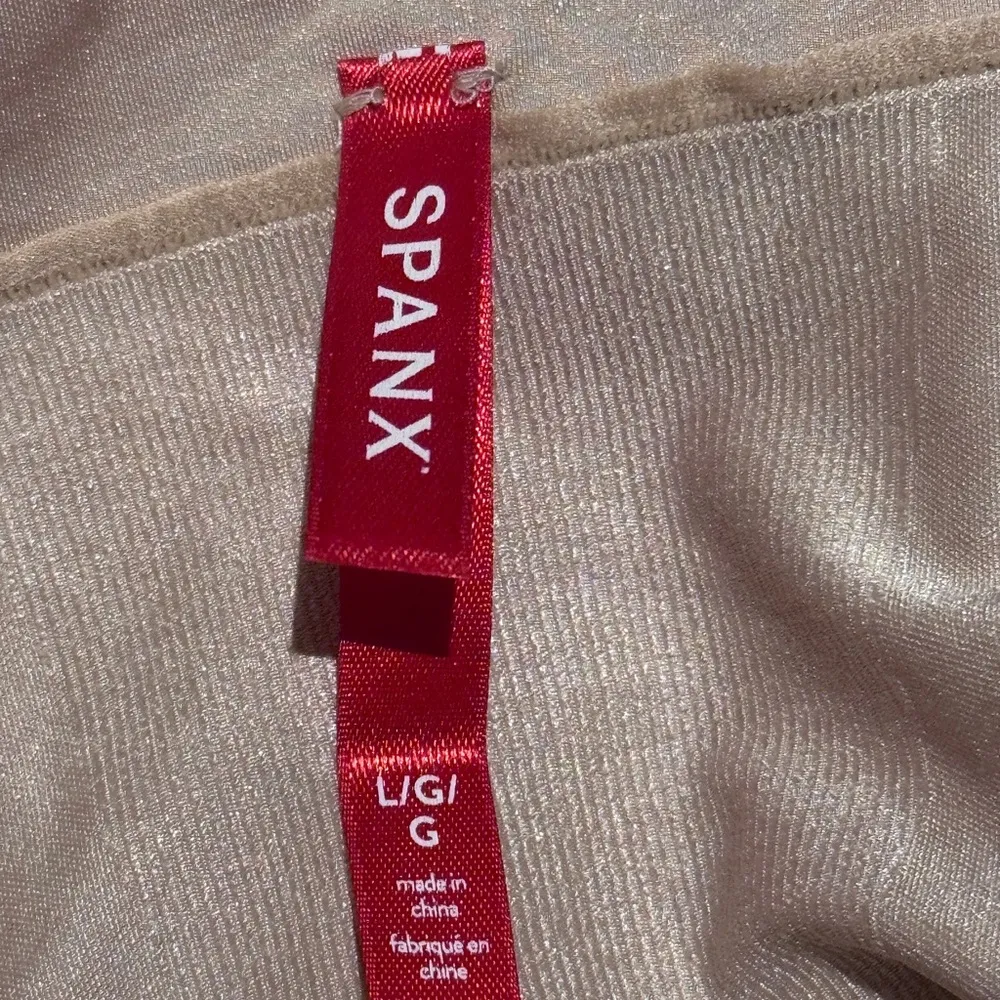 SPANX
L/G/
G
made in
china
fabriqué en
chine